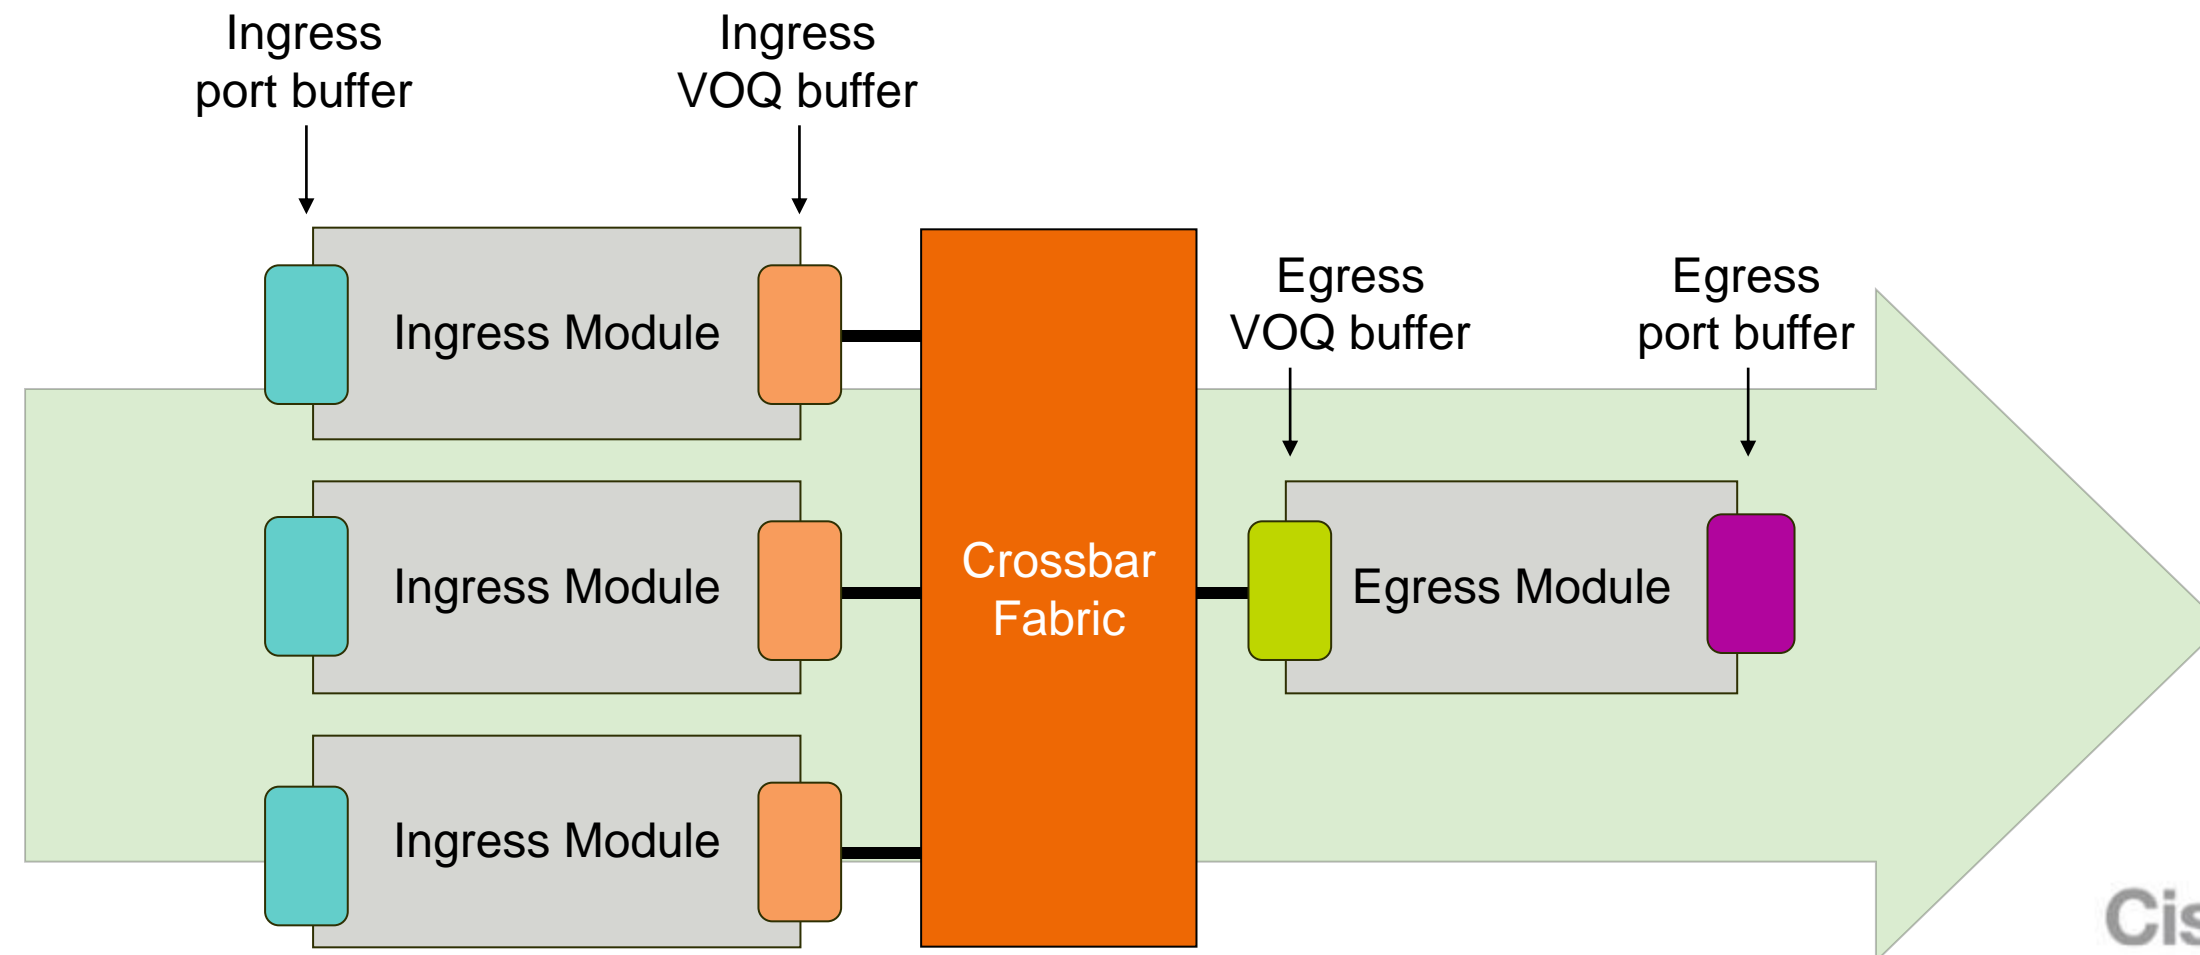 Ingress
port buffer
Ingress
VOQ buffer
Egress
VOQ buffer
Egress
port buffer
Ingress Module
Ingress Module
Ingress Module
Crossbar
Fabric
Egress Module
Cis